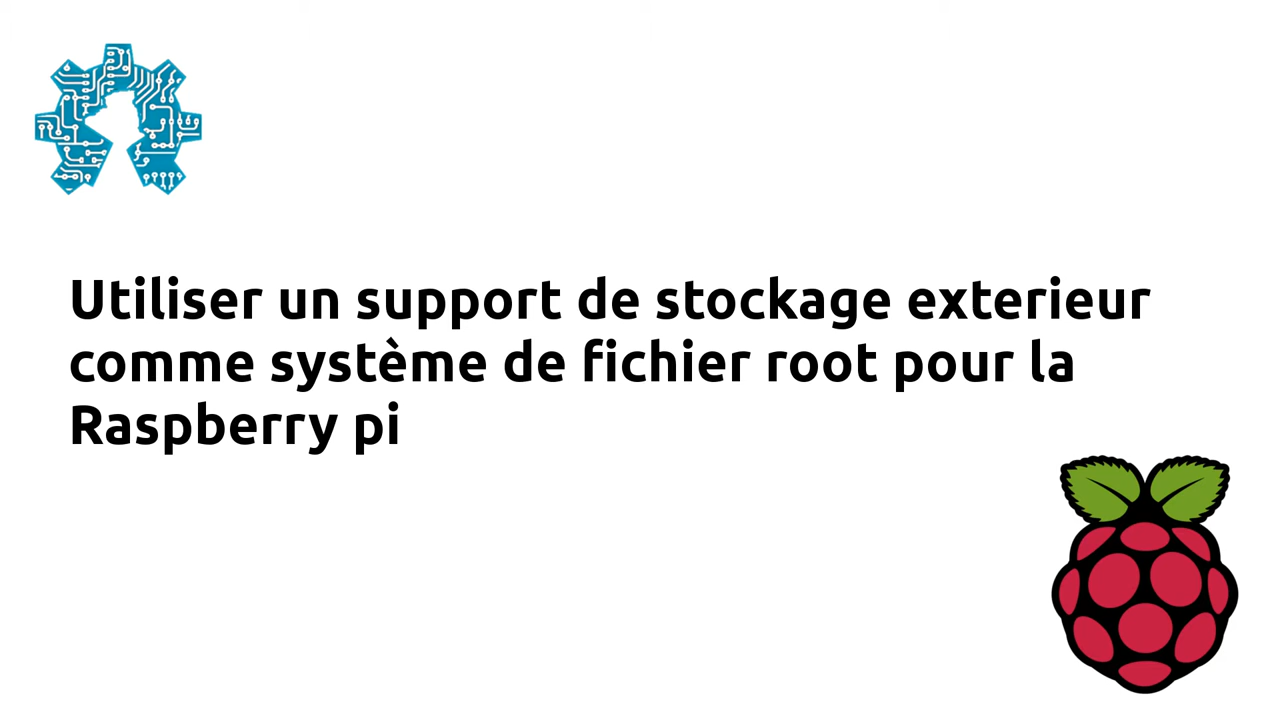 Utiliser un support de stockage exterieur
comme système de fichier root pour la
Raspberry pi